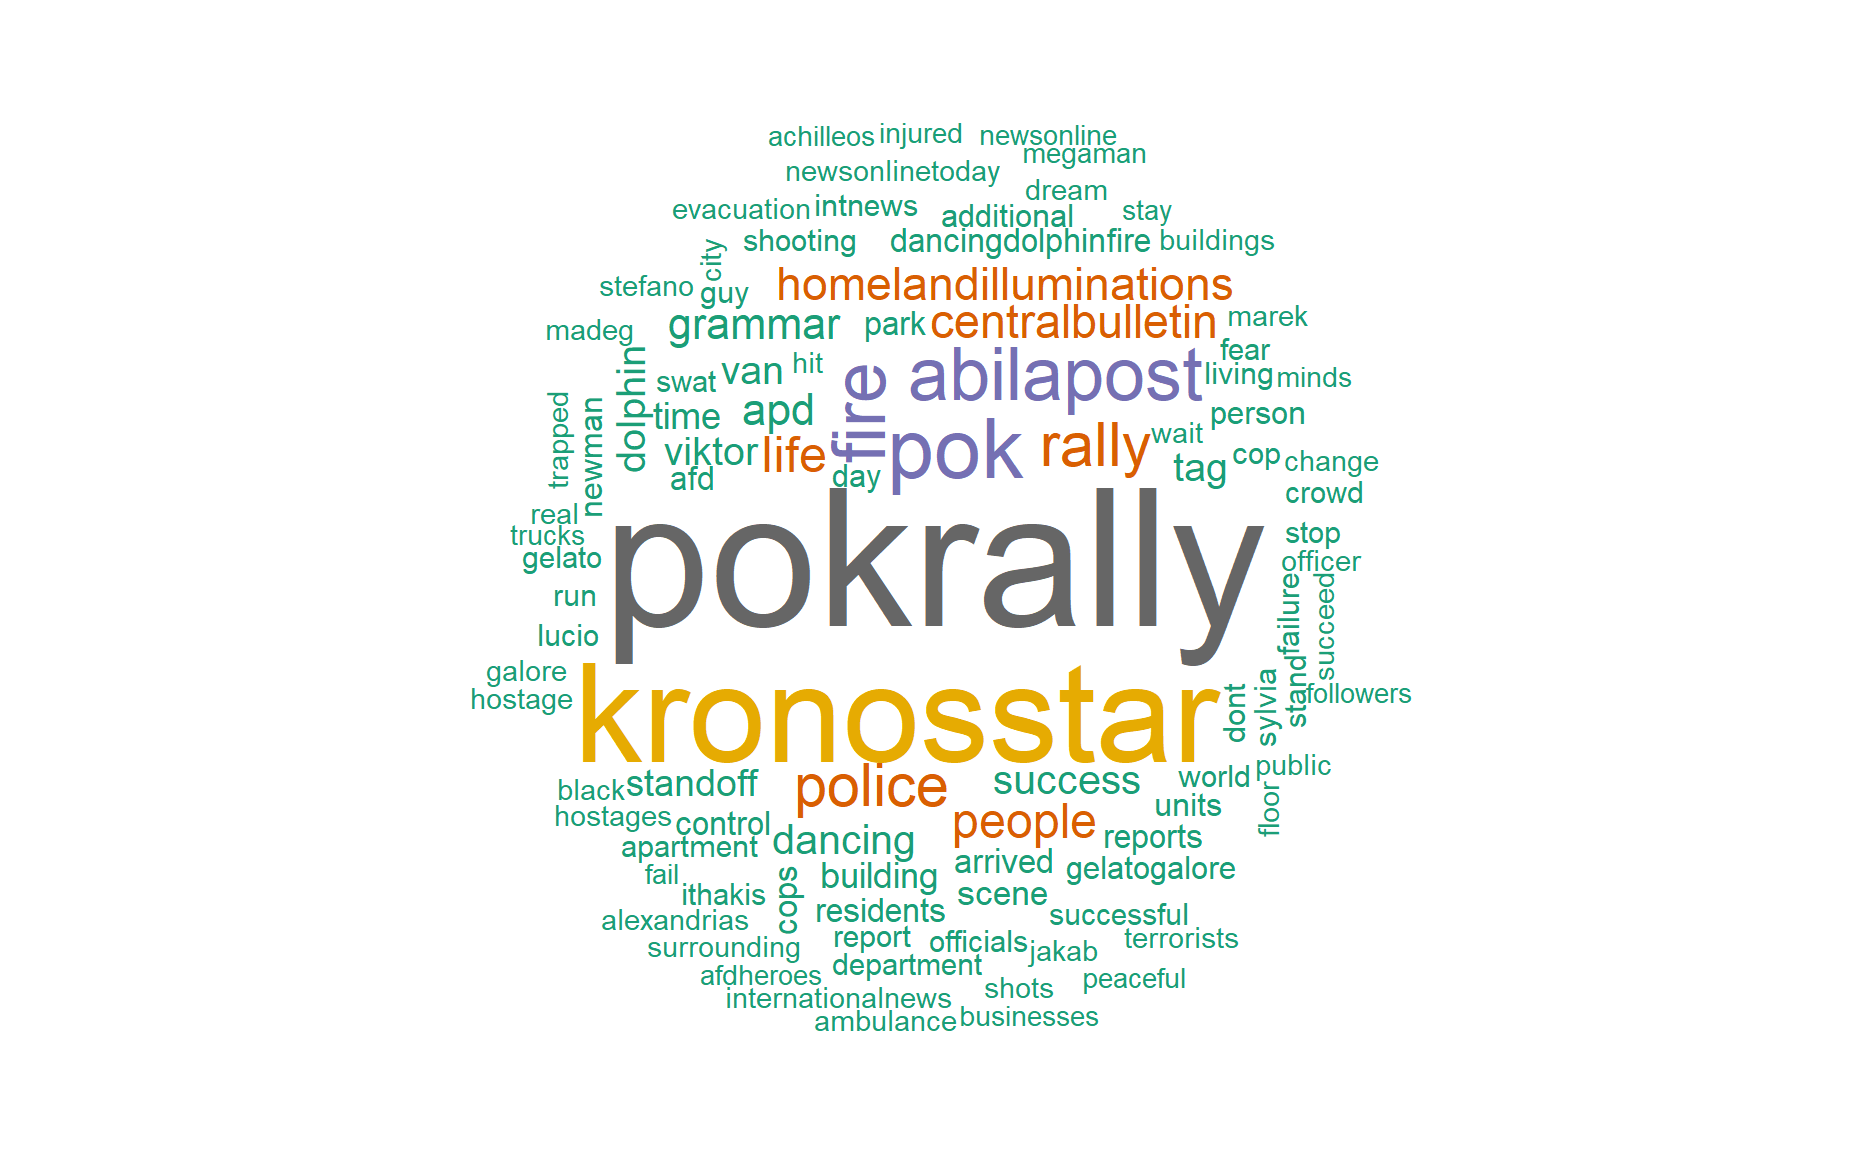 achilleos injured newsonline
megaman
newsonlinetoday
dream
evacuation intnews additional stay
shooting dancingdolphinfire buildings
city
stefano guy homelandilluminations
madeg grammar park centralbulletin marek
fear
dolphin swat van hit fire abilapost living minds
trapped newman time apd person
viktor life pok rally wait tag cop change
afd day crowd
real
trucks pokrally stop
gelato officer
run failure succeed
lucio
galore kronosstar dont sylvia stand followers
hostage
black standoff police success world public
hostages control people units floor
apartment dancing reports
fail cops building arrived gelatogalore
ithakis residents scene
alexandrias successful
surrounding report officials jakab terrorists
afdheroes department peaceful
internationalnews shots
ambulance businesses